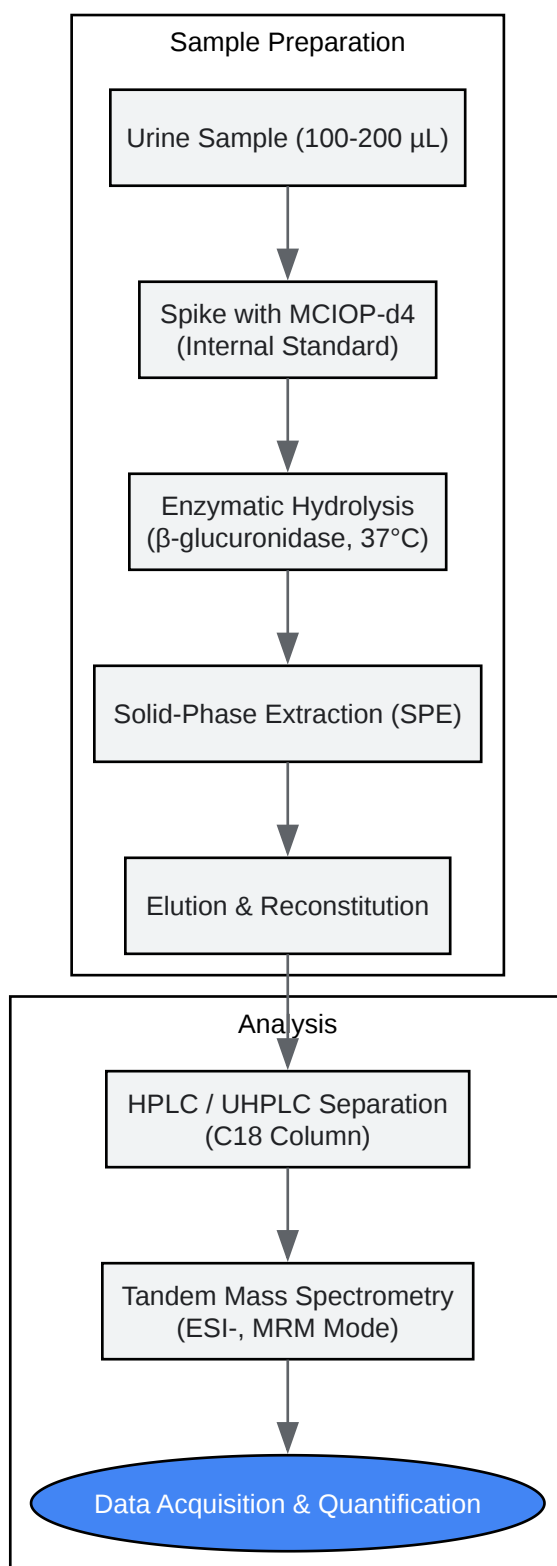 Sample Preparation
Urine Sample (100-200 µL)
Spike with MCIOP-d4
(Internal Standard)
Enzymatic Hydrolysis
(β-glucuronidase, 37°C)
Solid-Phase Extraction (SPE)
Elution & Reconstitution
Analysis
HPLC / UHPLC Separation
(C18 Column)
Tandem Mass Spectrometry
(ESI-, MRM Mode)
Data Acquisition & Quantification